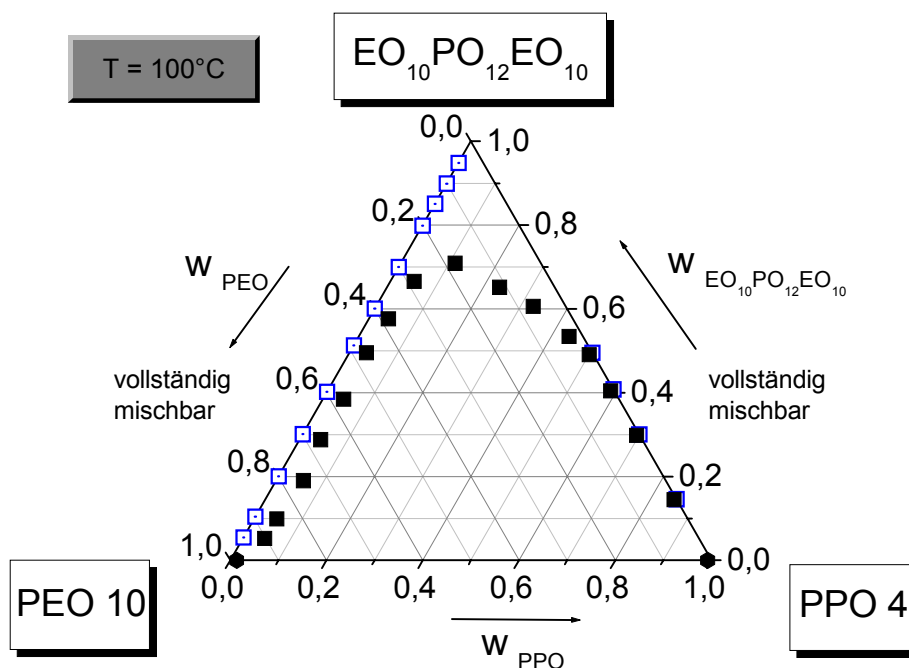 T = 100°C
EO₁₀PO₁₂EO₁₀
0,0
1,0
0,2
0,8
W PEO
W EO₁₀PO₁₂EO₁₀
0,4
0,6
vollständig
mischbar
0,6
0,4
vollständig
mischbar
0,8
0,2
1,0
0,0
PEO 10
0,0
0,2
0,4
0,6
0,8
1,0
PPO 4
W PPO